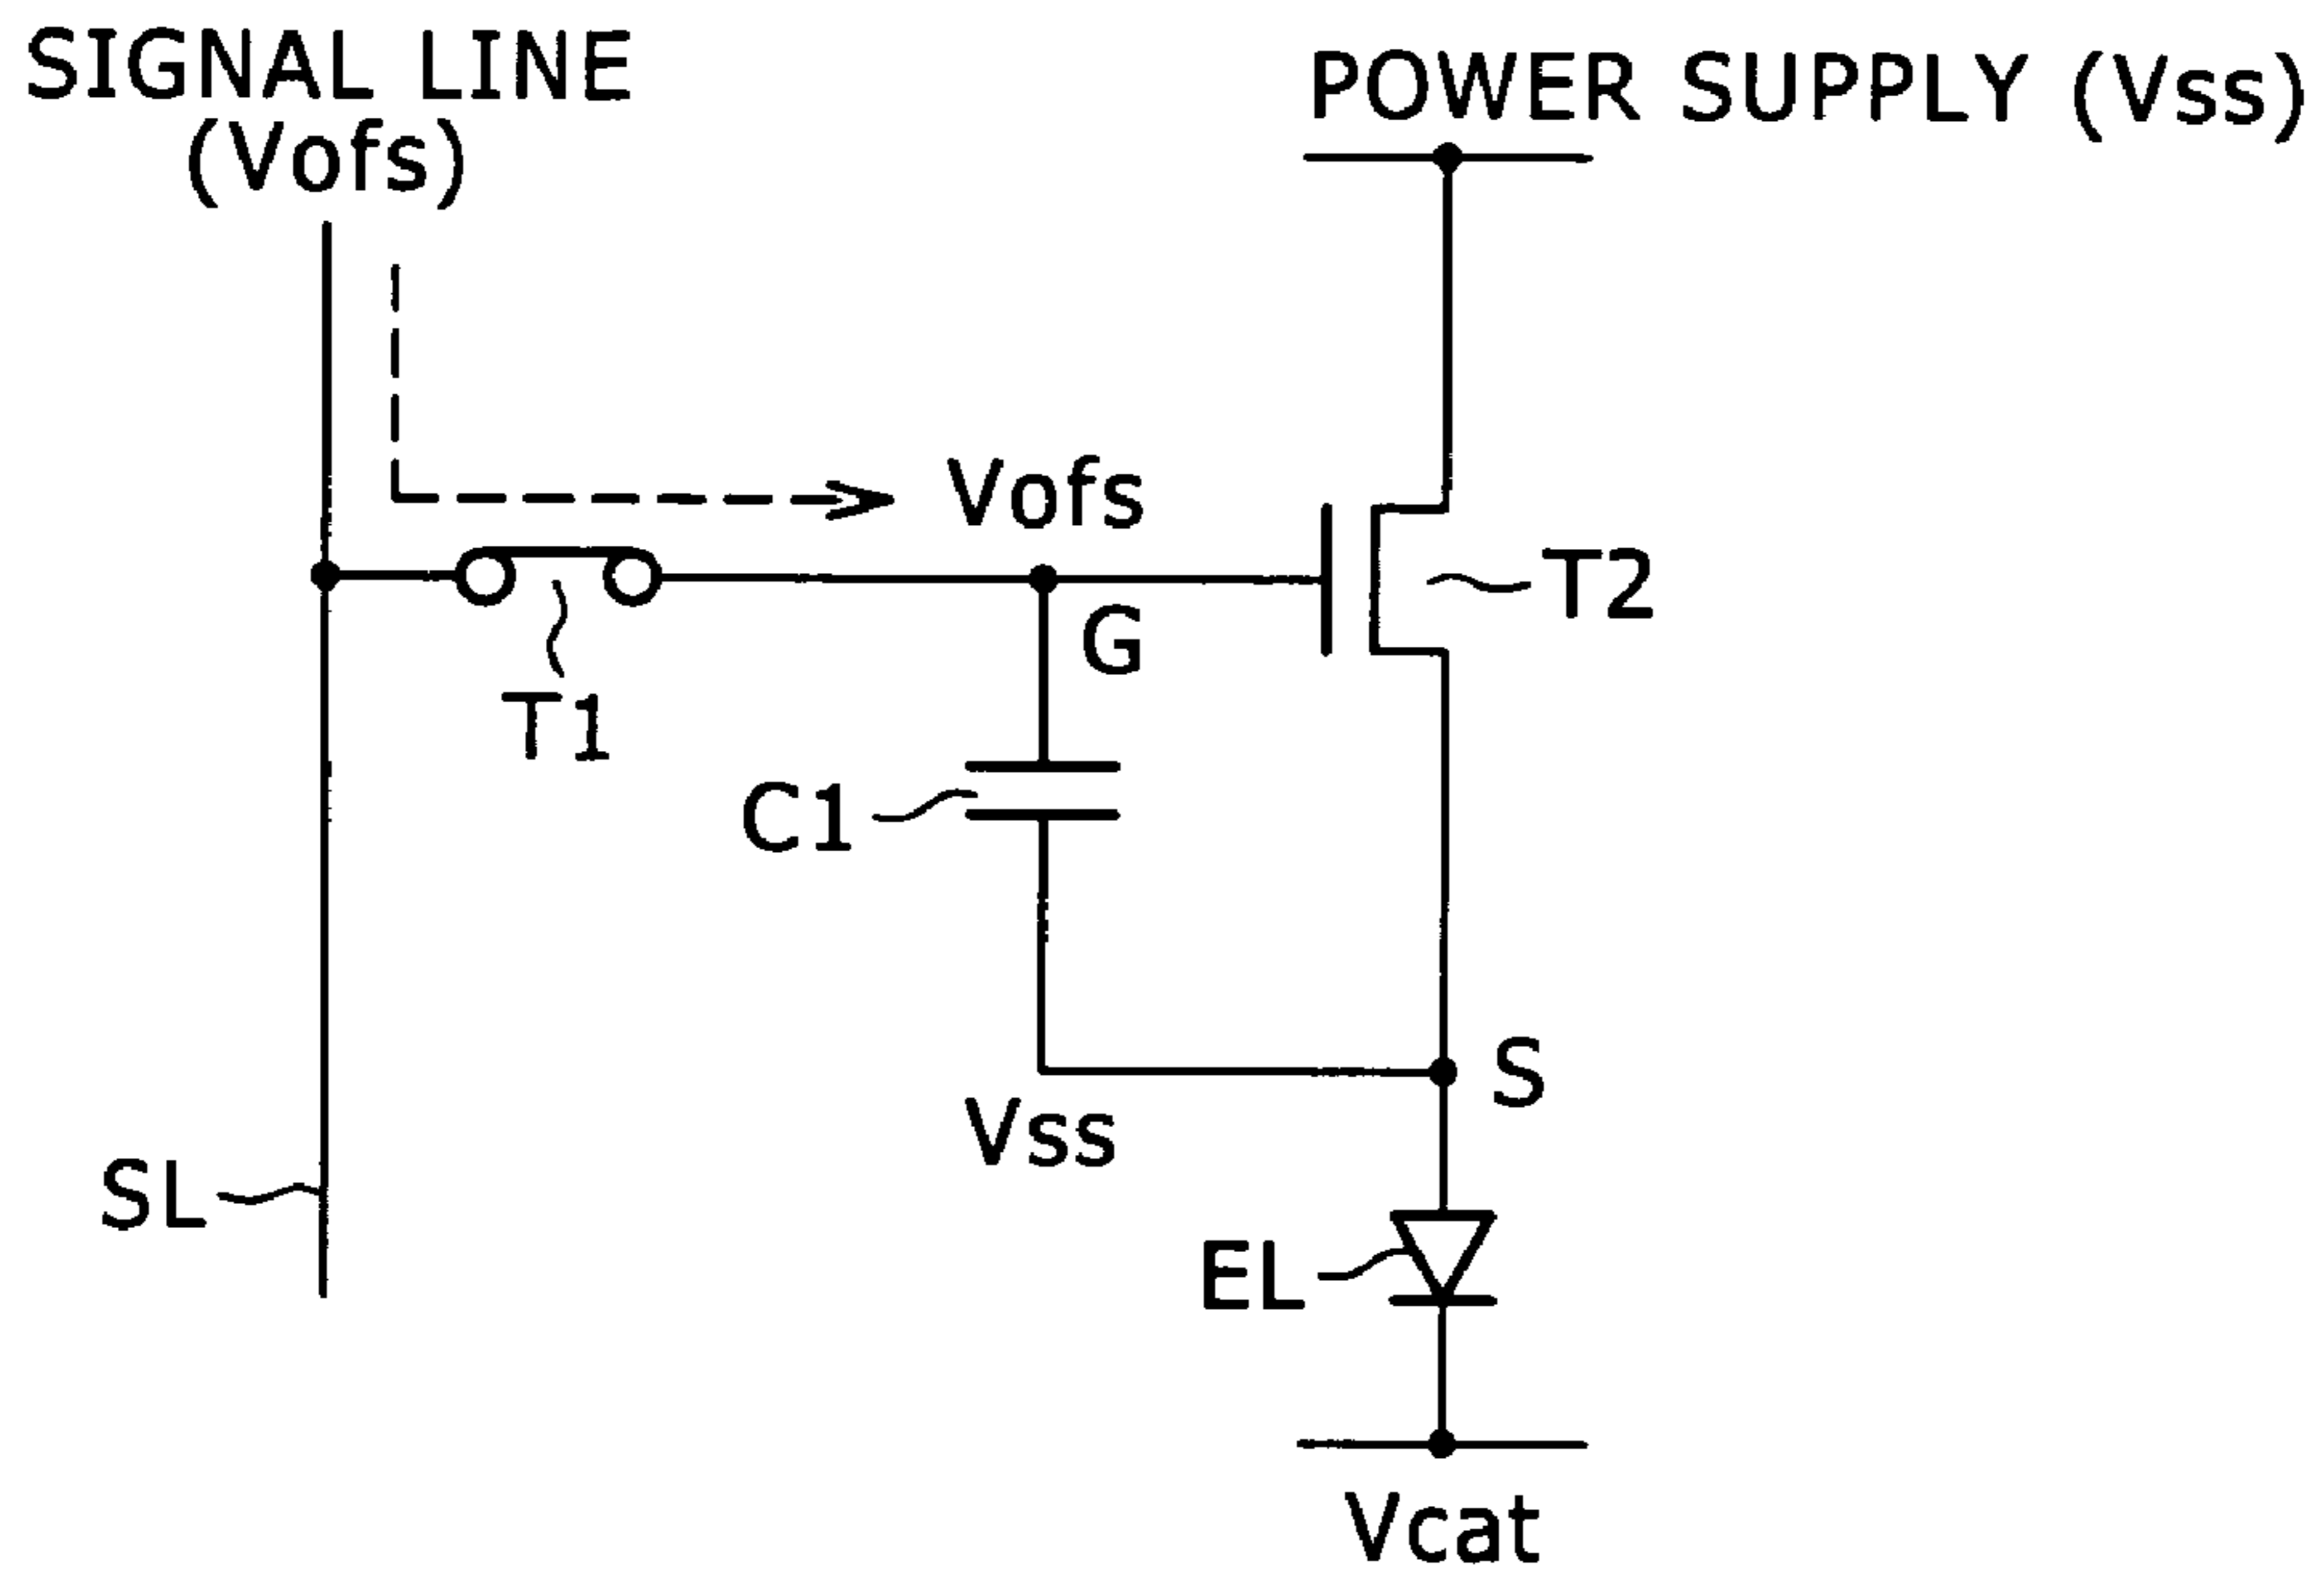 SIGNAL LINE
(Vofs)
POWER SUPPLY (Vss)
Vofs
G
T2
T1
C1
S
Vss
SL
EL
Vcat